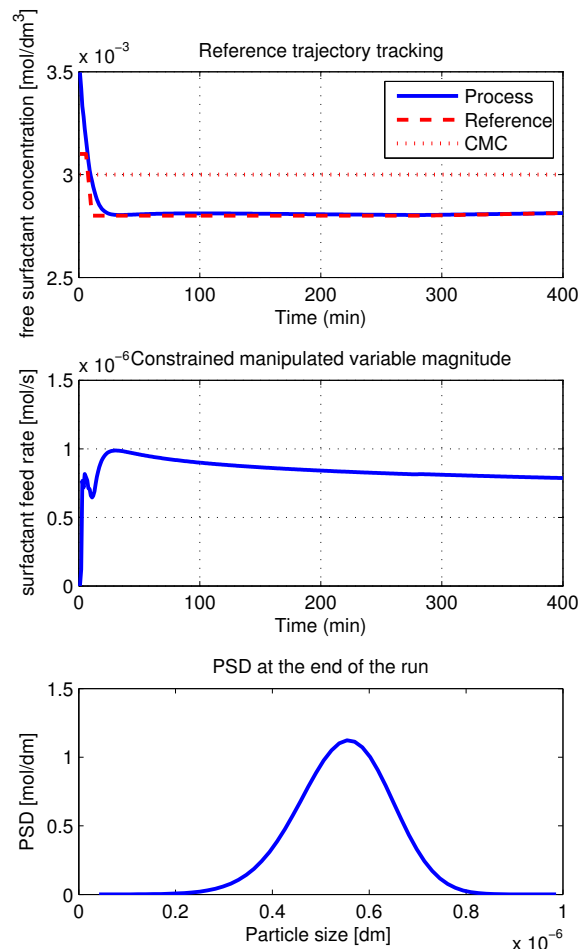 x 10⁻³
Reference trajectory tracking
free surfactant concentration [mol/dm³]
3.5
3
2.5
Process
Reference
CMC
0
100
200
300
400
Time (min)
x 10⁻⁶
Constrained manipulated variable magnitude
surfactant feed rate [mol/s]
1.5
1
0.5
0
0
100
200
300
400
Time (min)
PSD at the end of the run
PSD [mol/dm]
1.5
1
0.5
0
0
0.2
0.4
0.6
0.8
1
Particle size [dm]
x 10⁻⁶